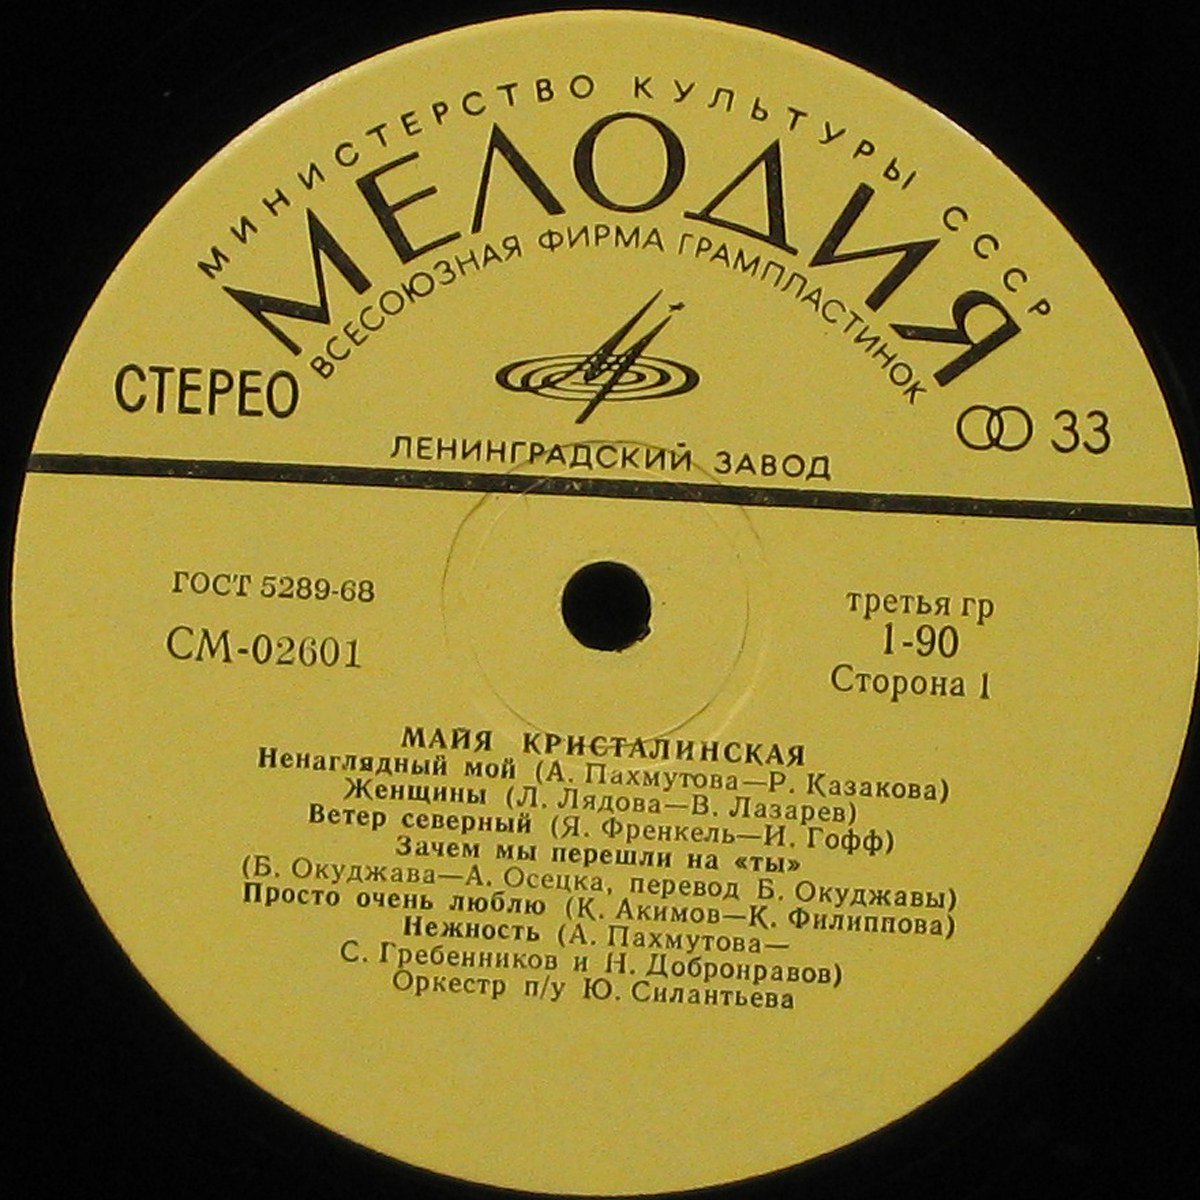 МИНИСТЕРСТВО КУЛЬТУРЫ СССР
МЕЛОДИЯ
ВСЕСОЮЗНАЯ ФИРМА ГРАМПЛАСТИНОК
СТЕРЕО
33
ЛЕНИНГРАДСКИЙ ЗАВОД
ГОСТ 5289-68
СМ-02601
третья гр
1-90
Сторона 1
МАЙЯ КРИСТАЛИНСКАЯ
Ненаглядный мой (А. Пахмутова—Р. Казакова)
Женщины (Л. Лядова—В. Лазарев)
Ветер северный (Я. Френкель—И. Гофф)
Зачем мы перешли на «ты»
(Б. Окуджава—А. Осецка, перевод Б. Окуджавы)
Просто очень люблю (К. Акимов—К. Филиппова)
Нежность (А. Пахмутова—
С. Гребенников и Н. Добронравов)
Оркестр п/у Ю. Силантьева